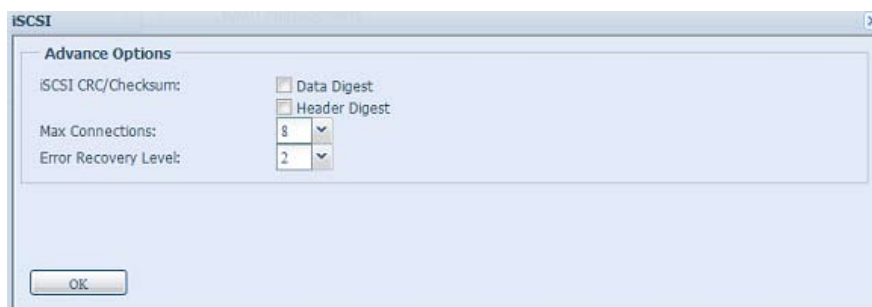 iSCSI
Advance Options
iSCSI CRC/Checksum:
Data Digest
Header Digest
Max Connections: 8
Error Recovery Level: 2
OK